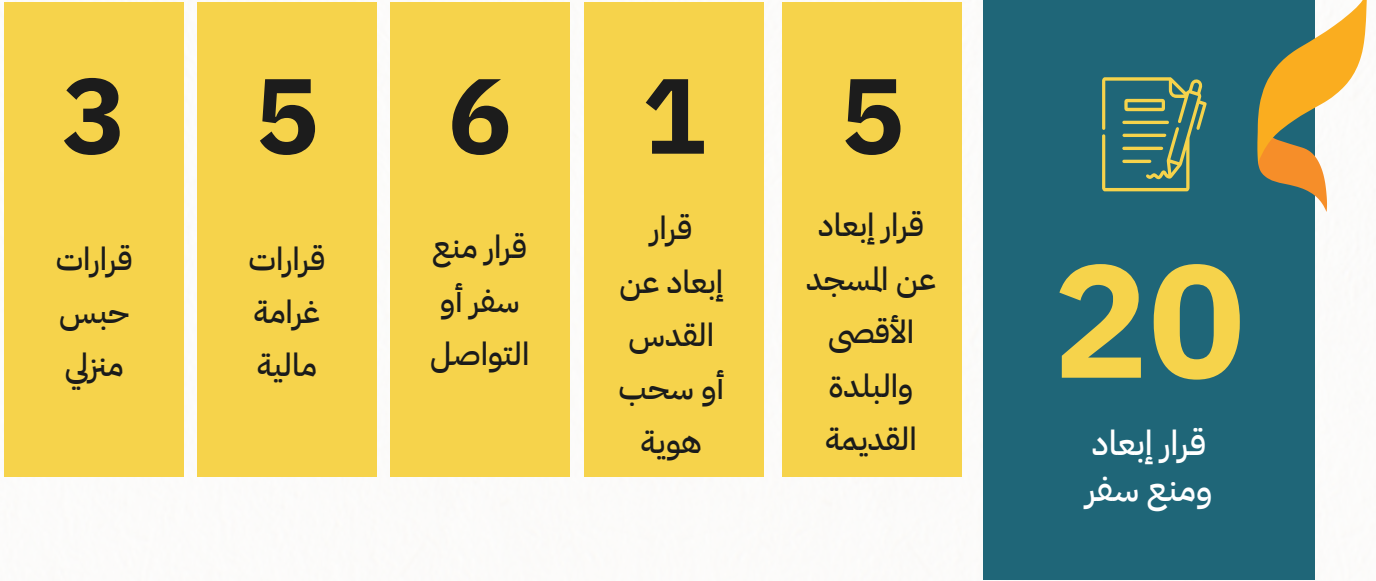 20
قرار إبعاد
ومنع سفر
5
قرار إبعاد
عن المسجد
الأقصى
والبلدة
القديمة
1
قرار
إبعاد عن
القدس
أو سحب
هوية
6
قرار منع
سفر أو
التواصل
5
قرارات
غرامة
مالية
3
قرارات
حبس
منزلي